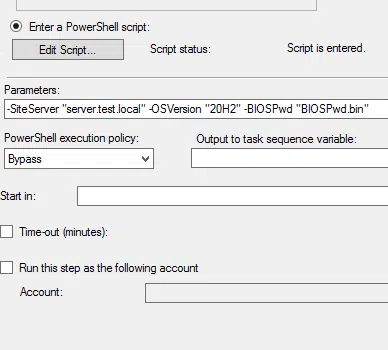 Enter a PowerShell script:
Edit Script... Script status: Script is entered.
Parameters:
-SiteServer "server.test.local" -OSVersion "20H2" -BIOSPwd "BIOSPwd.bin"
PowerShell execution policy: Output to task sequence variable:
Bypass
Start in:
Time-out (minutes):
Run this step as the following account
Account: